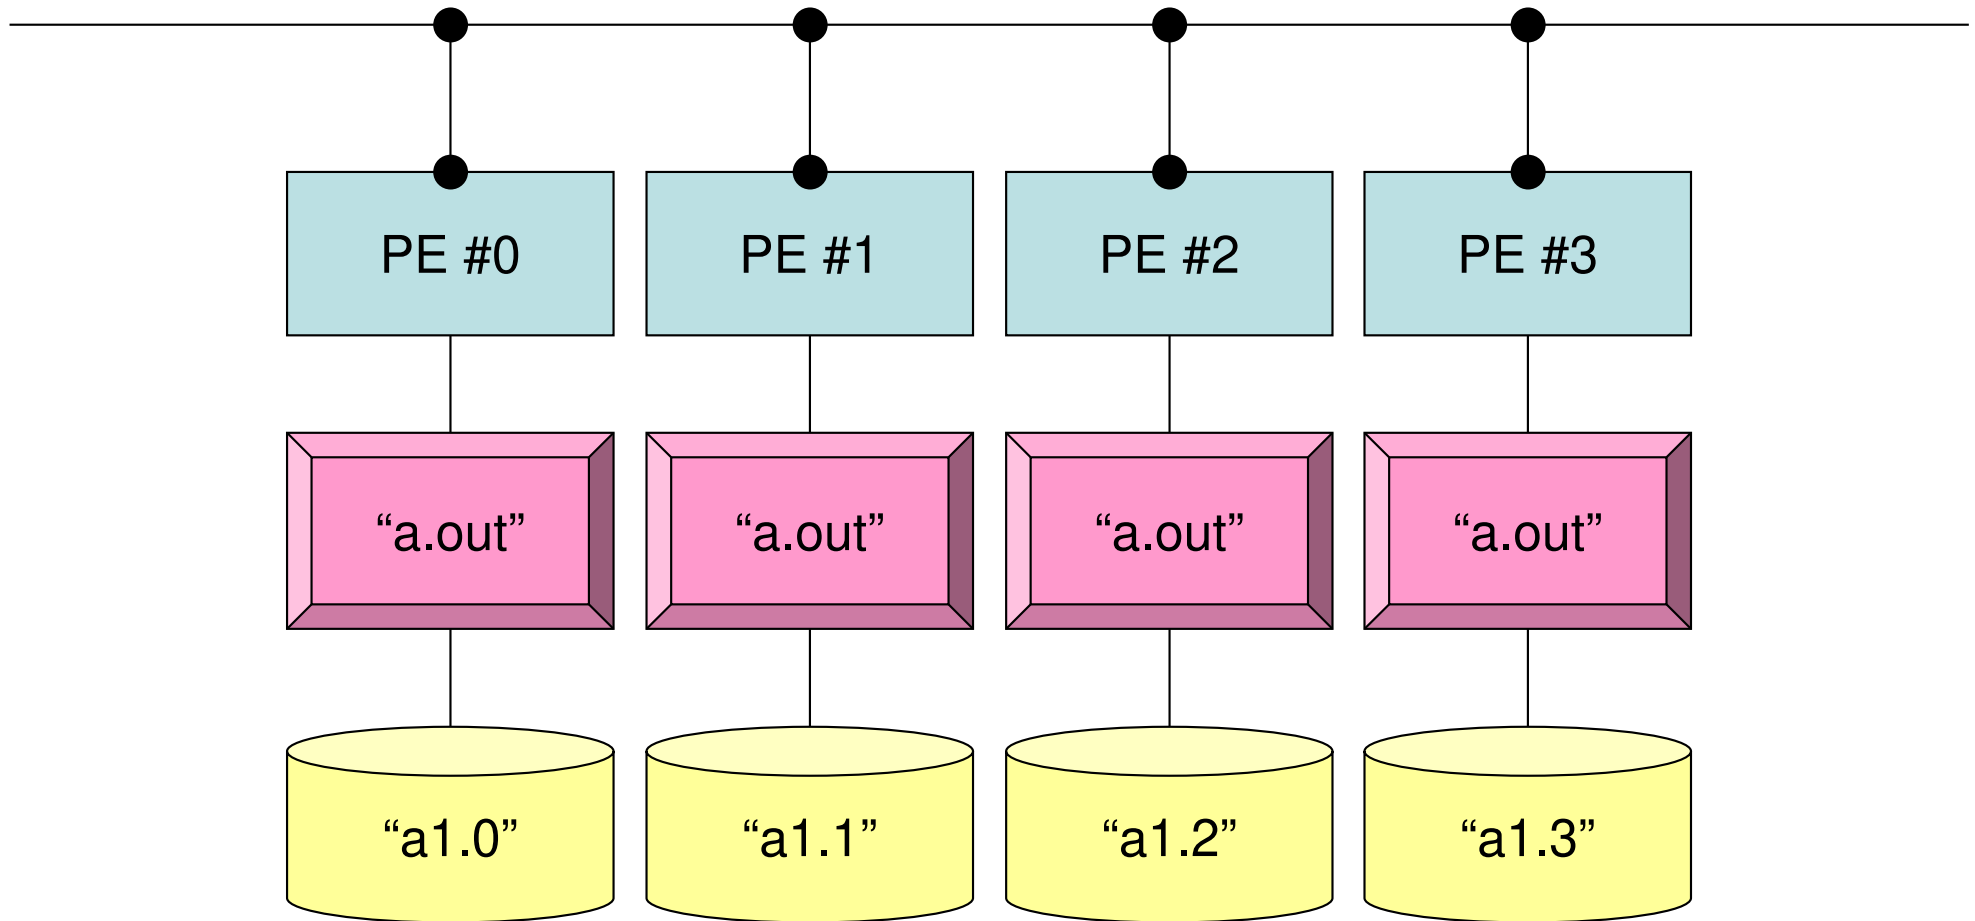 PE #0 PE #1 PE #2 PE #3
“a.out” “a.out” “a.out” “a.out”
“a1.0” “a1.1” “a1.2” “a1.3”